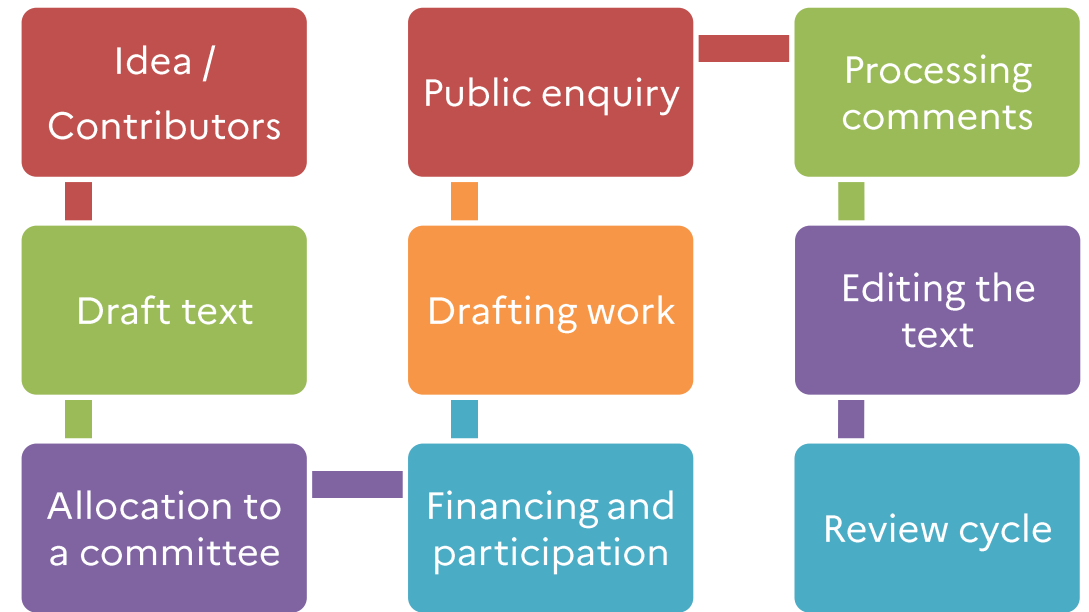 Idea /
Contributors
Draft text
Allocation to
a committee
Financing and
participation
Drafting work
Public enquiry
Processing
comments
Editing the
text
Review cycle